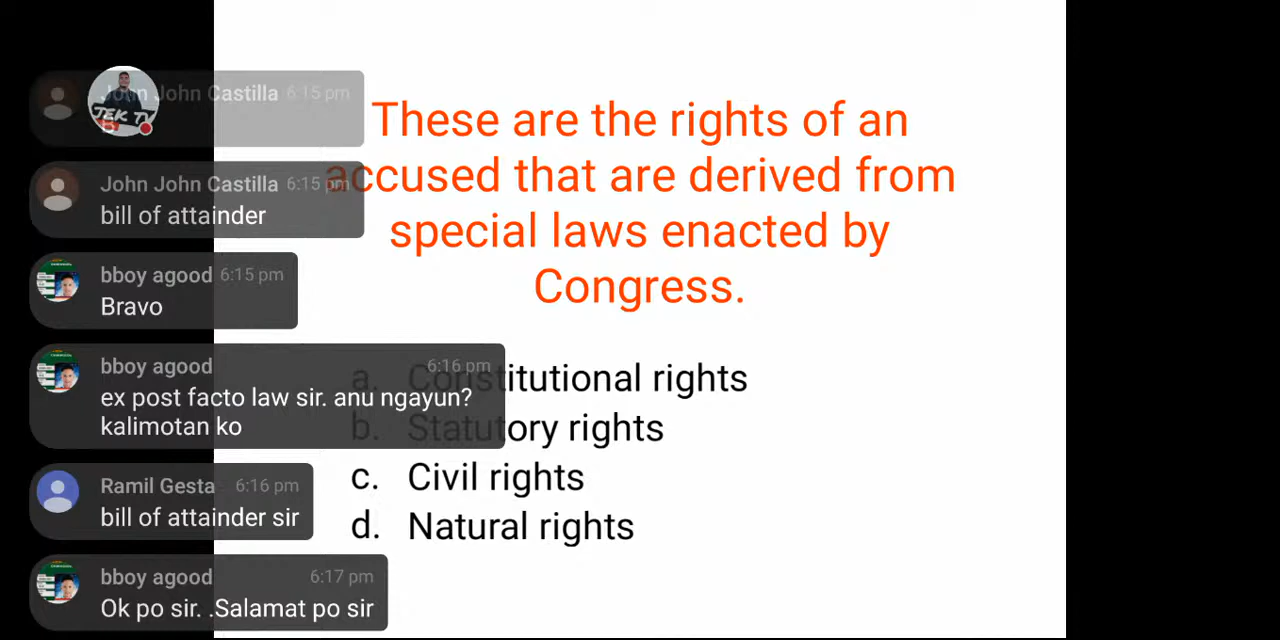 John John Castilla 6:15 pm
B
TEK TV
John John Castilla 6:15 pm
bill of attainder
bboy agood 6:15 pm
Bravo
bboy agood 6:16 pm
ex post facto law sir. anu ngayun?
kalimotan ko
Ramil Gesta 6:16 pm
bill of attainder sir
bboy agood 6:17 pm
Ok po sir. .Salamat po sir
These are the rights of an
accused that are derived from
special laws enacted by
Congress.
a. Constitutional rights
b. Statutory rights
c. Civil rights
d. Natural rights